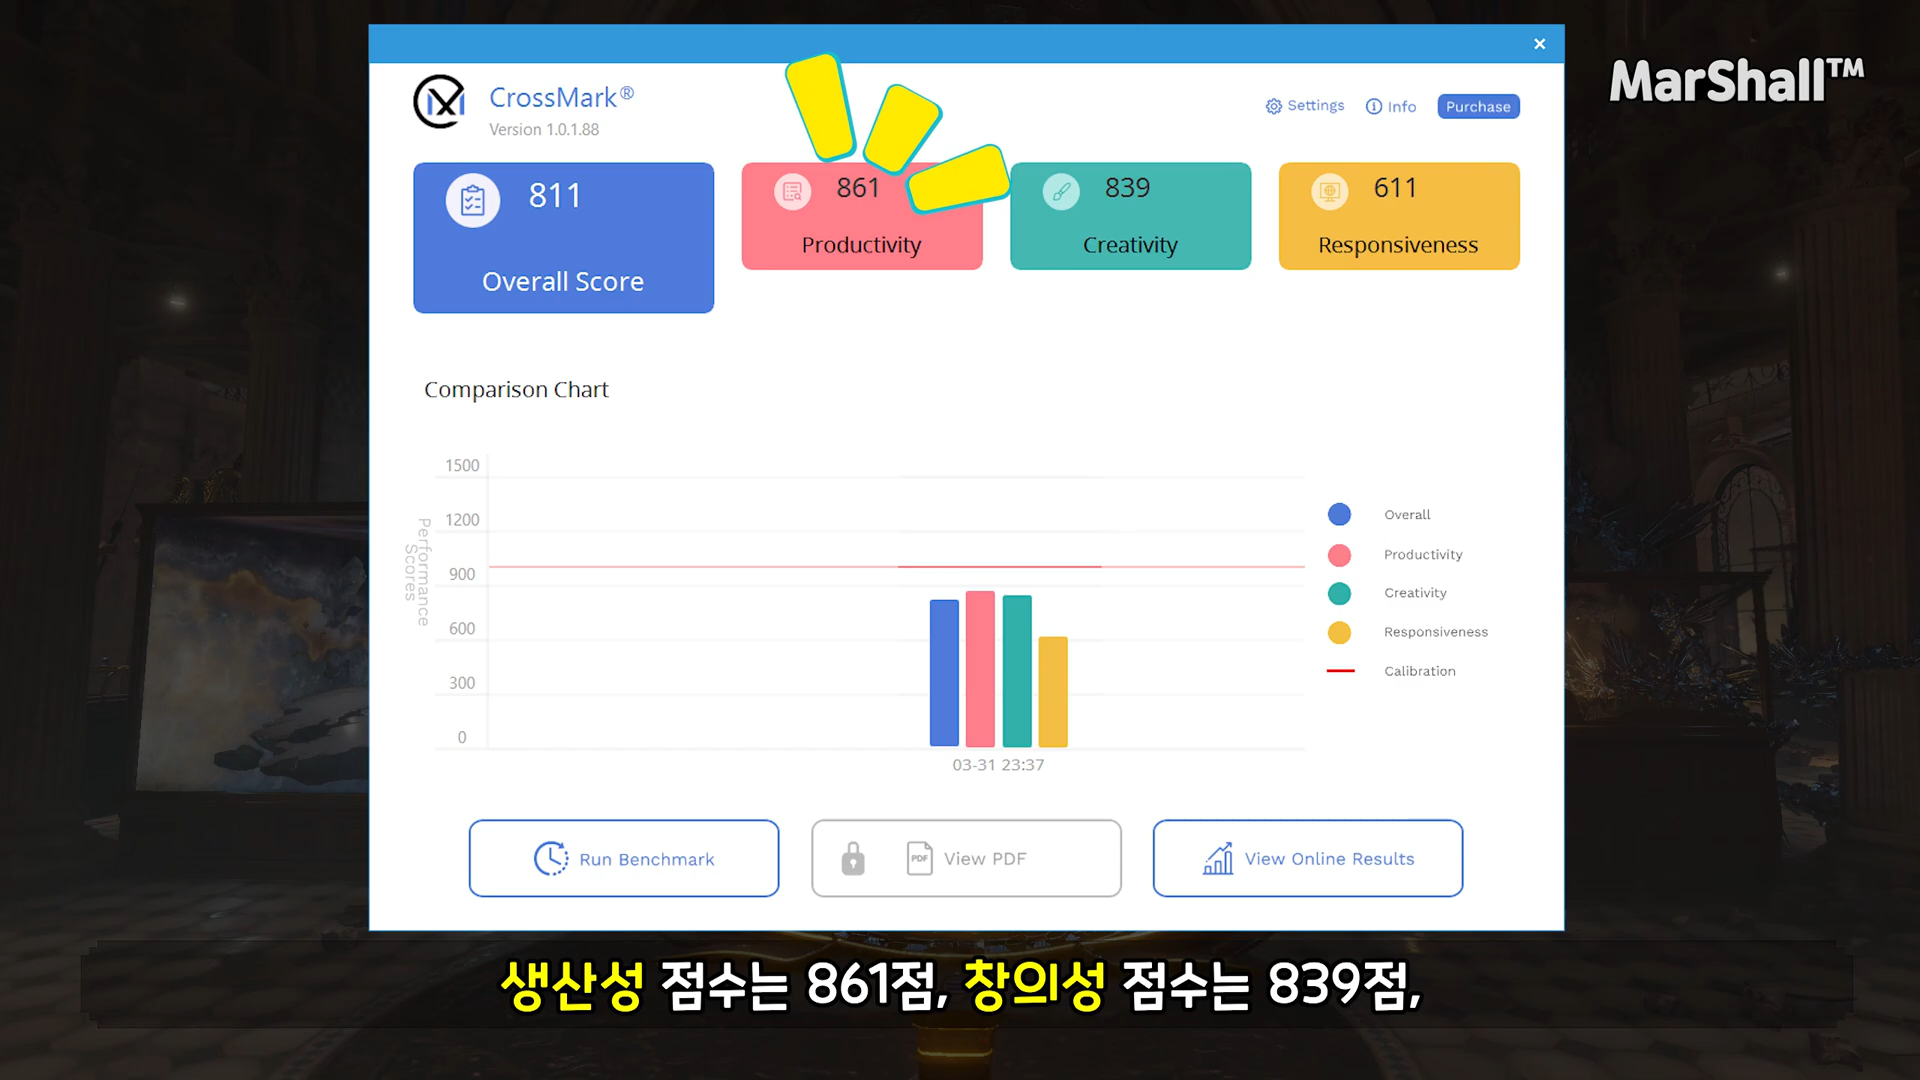 MarShall™
CrossMark®
Version 1.0.1.88
Settings
Info
Purchase
811
Overall Score
861
Productivity
839
Creativity
611
Responsiveness
Comparison Chart
Performance
Scores
1500
1200
900
600
300
0
03-31 23:37
Overall
Productivity
Creativity
Responsiveness
Calibration
Run Benchmark
PDF
View PDF
View Online Results
생산성 점수는 861점, 창의성 점수는 839점,